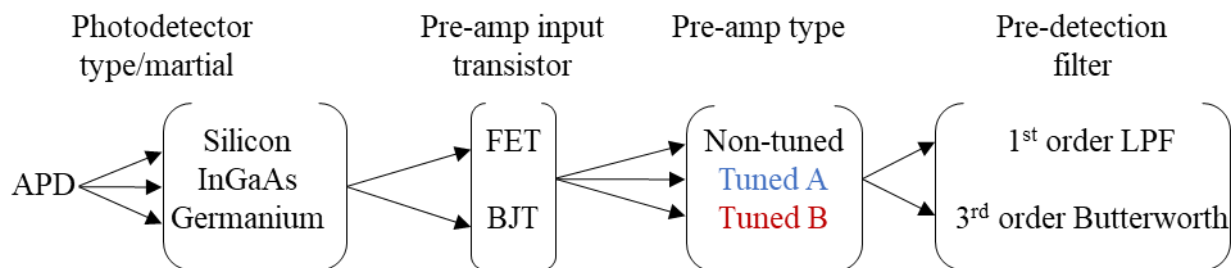 Photodetector
type/martial
Pre-amp input
transistor
Pre-amp type
Pre-detection
filter
APD
Silicon
InGaAs
Germanium
FET
BJT
Non-tuned
Tuned A
Tuned B
1st order LPF
3rd order Butterworth